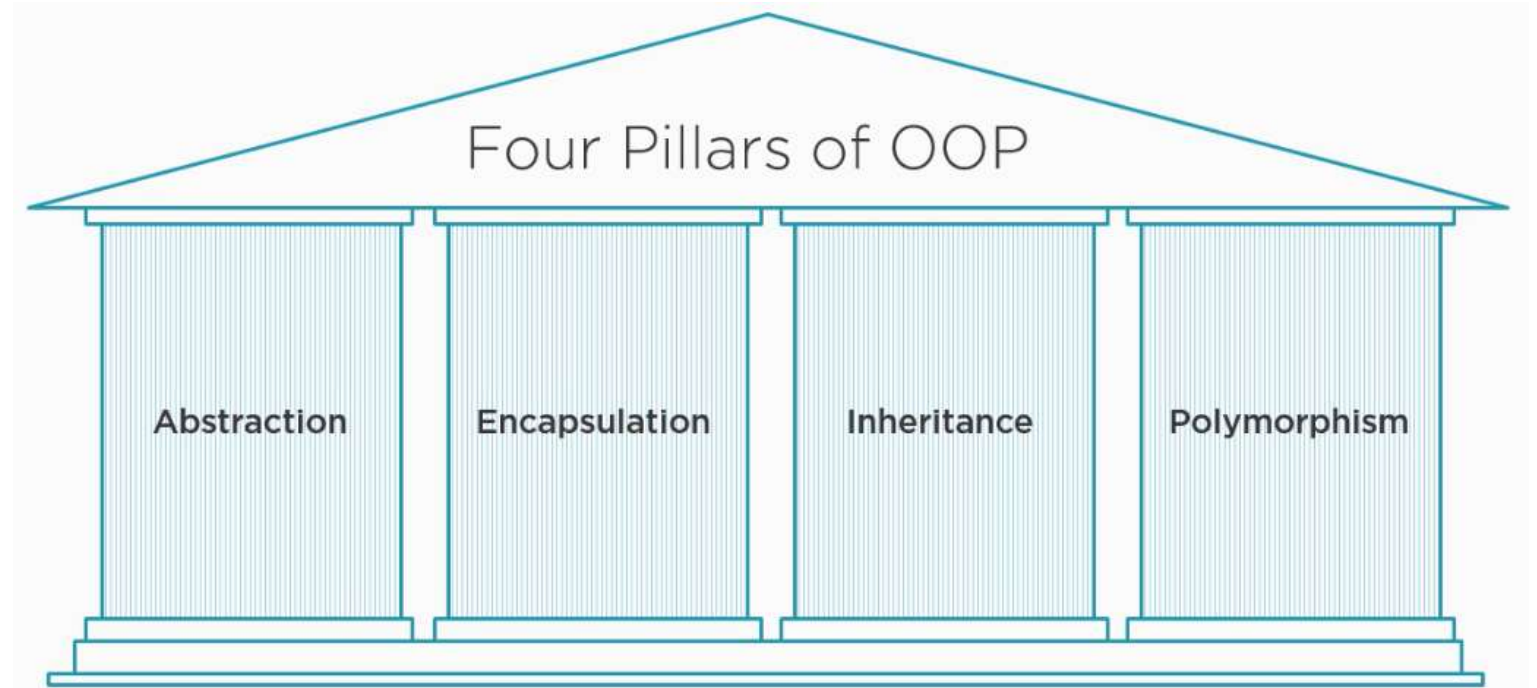 Four Pillars of OOP
Abstraction
Encapsulation
Inheritance
Polymorphism